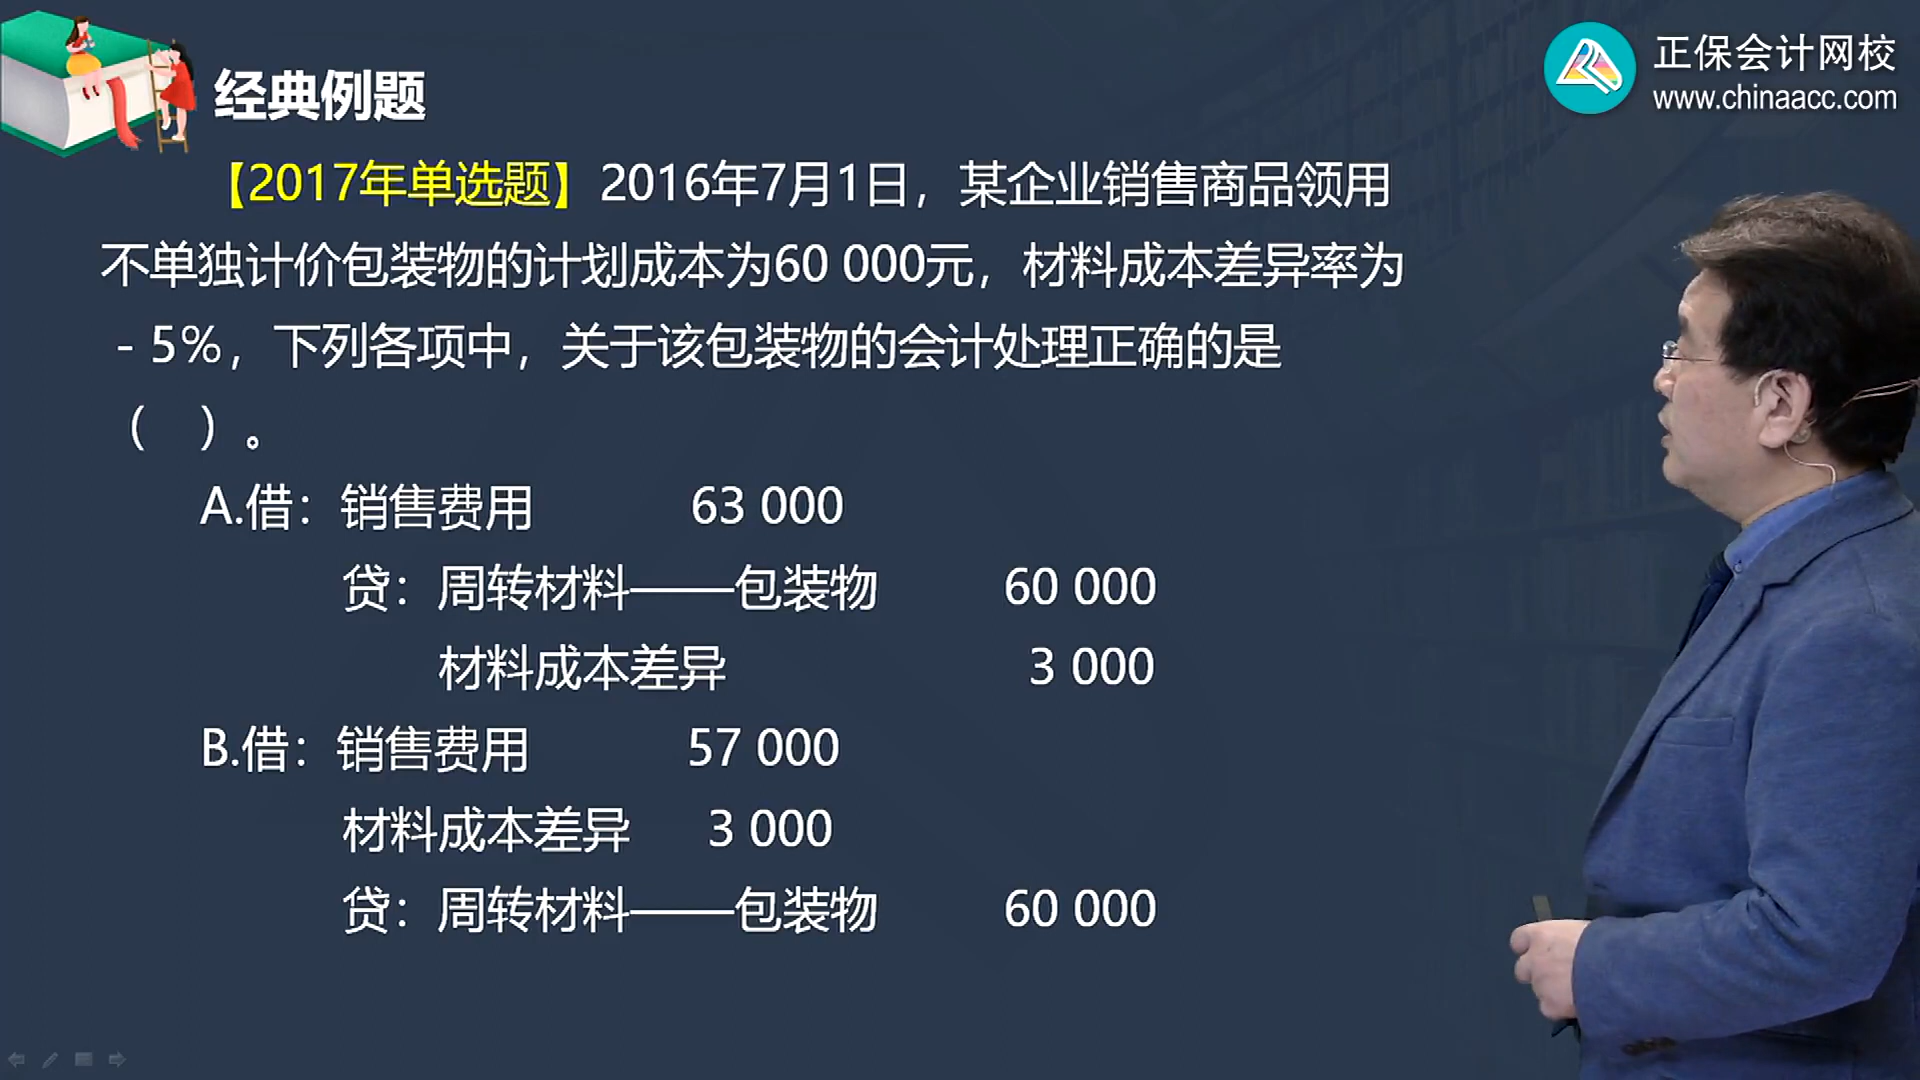 正保会计网校
www.chinaacc.com
经典例题
【2017年单选题】2016年7月1日，某企业销售商品领用
不单独计价包装物的计划成本为60 000元，材料成本差异率为
- 5%，下列各项中，关于该包装物的会计处理正确的是
（ ）。
A.借：销售费用 63 000
贷：周转材料——包装物 60 000
材料成本差异 3 000
B.借：销售费用 57 000
材料成本差异 3 000
贷：周转材料——包装物 60 000